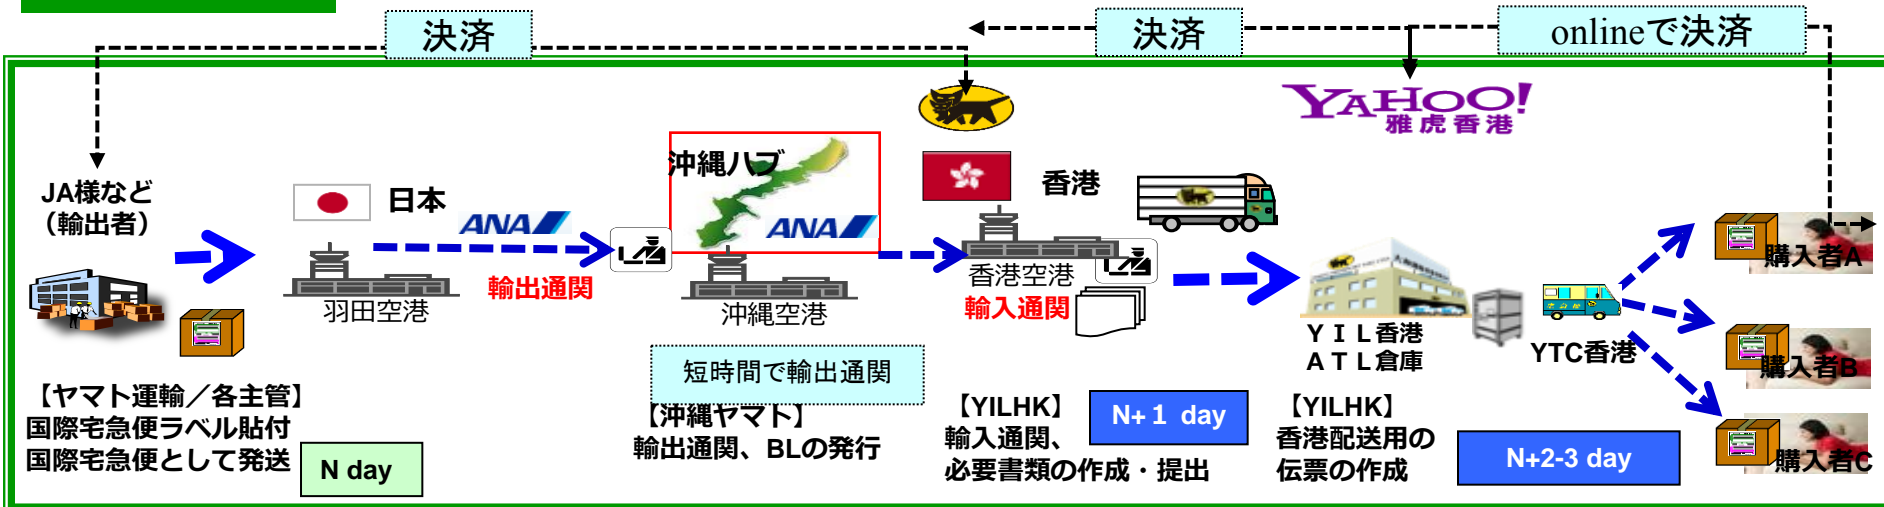 決済
決済
onlineで決済
YAHOO!
雅虎香港
沖縄ハブ
JA様など
（輸出者）
日本
ANA
ANA
香港
輸出通関
羽田空港
沖縄空港
香港空港
輸入通関
ＹＩＬ香港
ＡＴＬ倉庫
YTC香港
購入者A
購入者B
購入者C
短時間で輸出通関
【ヤマト運輸／各主管】
国際宅急便ラベル貼付
国際宅急便として発送
N day
【沖縄ヤマト】
輸出通関、BLの発行
【YILHK】
輸入通関、
必要書類の作成・提出
N+１ day
【YILHK】
香港配送用の
伝票の作成
N+2-3 day